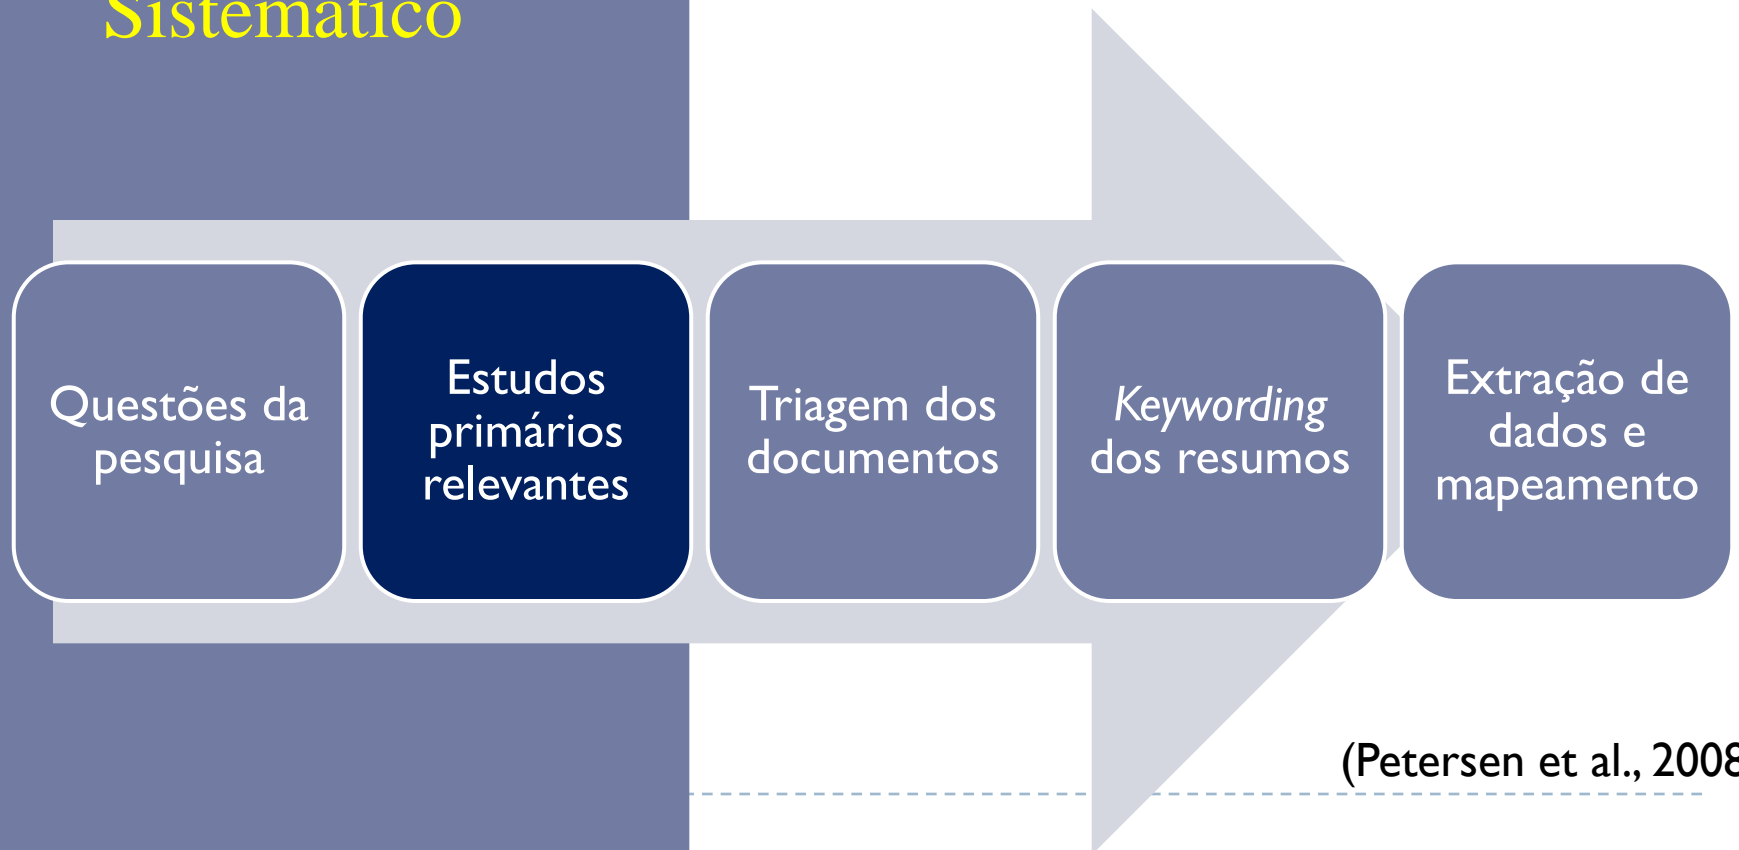 Sistemático
Questões da
pesquisa
Estudos
primários
relevantes
Triagem dos
documentos
Keywording
dos resumos
Extração de
dados e
mapeamento
(Petersen et al., 2008